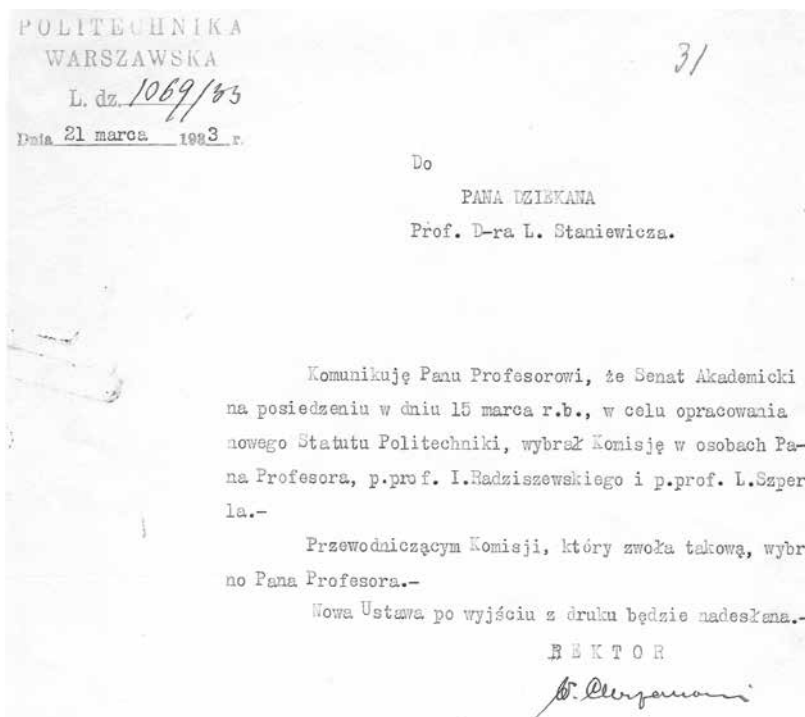 POLITECHNIKA
WARSZAWSKA
L. dz. 1069/33
Dnia 21 marca 1933 r.
31
Do
PANA DZIEKANA
Prof. D-ra L. Staniewicza.
Komunikuję Panu Profesorowi, że Senat Akademicki
na posiedzeniu w dniu 15 marca r.b., w celu opracowania
nowego Statutu Politechniki, wybrał Komisję w osobach Pa-
na Profesora, p.prof. I.Radziszewskiego i p.prof. L.Szper
la.-
Przewodniczącym Komisji, który zwoła takową, wybr
no Pana Profesora.-
Nowa Ustawa po wyjściu z druku będzie nadesłana.-
REKTOR